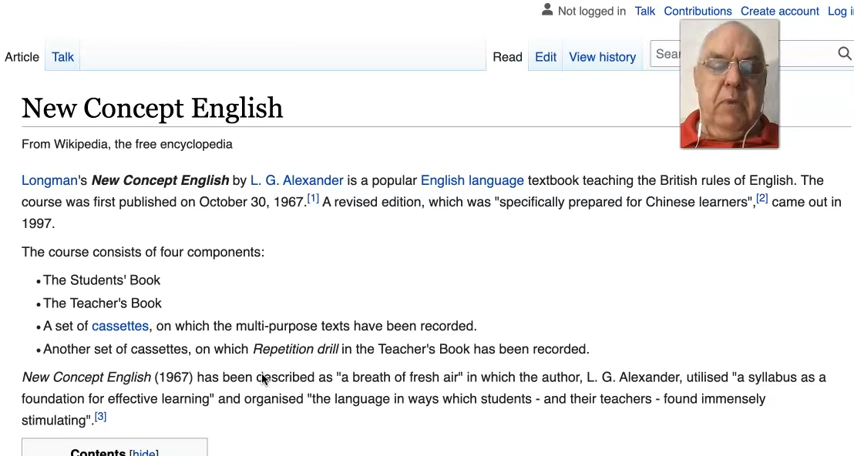 Not logged in Talk Contributions Create account Log
Article Talk Read Edit View history
New Concept English
From Wikipedia, the free encyclopedia
Longman's New Concept English by L. G. Alexander is a popular English language textbook teaching the British rules of English. The
course was first published on October 30, 1967.[1] A revised edition, which was "specifically prepared for Chinese learners",[2] came out in
1997.
The course consists of four components:
• The Students' Book
• The Teacher's Book
• A set of cassettes, on which the multi-purpose texts have been recorded.
• Another set of cassettes, on which Repetition drill in the Teacher's Book has been recorded.
New Concept English (1967) has been described as "a breath of fresh air" in which the author, L. G. Alexander, utilised "a syllabus as a
foundation for effective learning" and organised "the language in ways which students - and their teachers - found immensely
stimulating".[3]
Contents [hide]